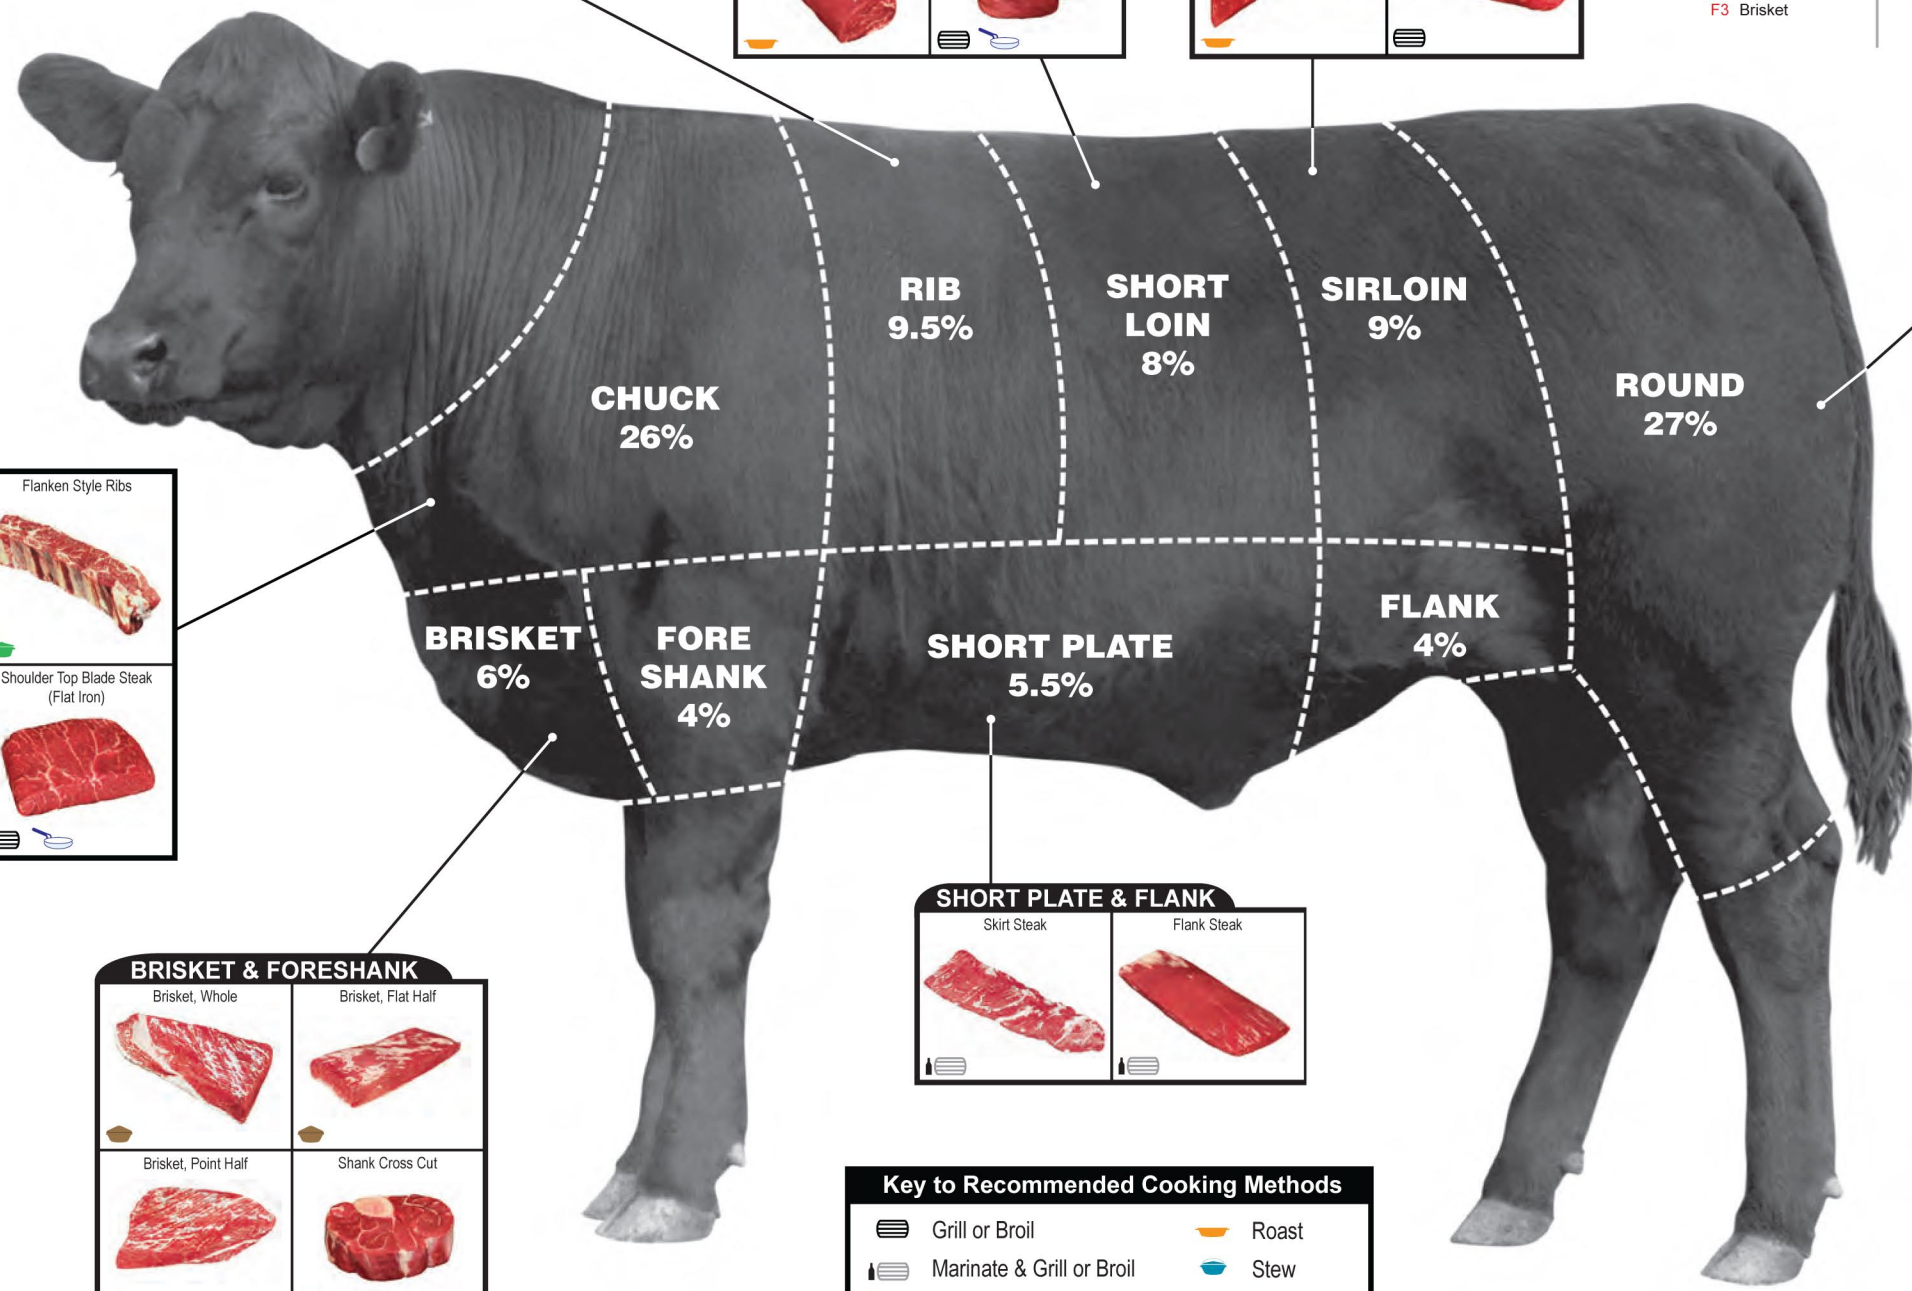 F3 Brisket
RIB
9.5%
SHORT
LOIN
8%
SIRLOIN
9%
ROUND
27%
CHUCK
26%
Flanken Style Ribs
Shoulder Top Blade Steak
(Flat Iron)
BRISKET
6%
FORE
SHANK
4%
SHORT PLATE
5.5%
FLANK
4%
SHORT PLATE & FLANK
Skirt Steak
Flank Steak
BRISKET & FORESHANK
Brisket, Whole
Brisket, Flat Half
Brisket, Point Half
Shank Cross Cut
Key to Recommended Cooking Methods
Grill or Broil
Roast
Marinate & Grill or Broil
Stew